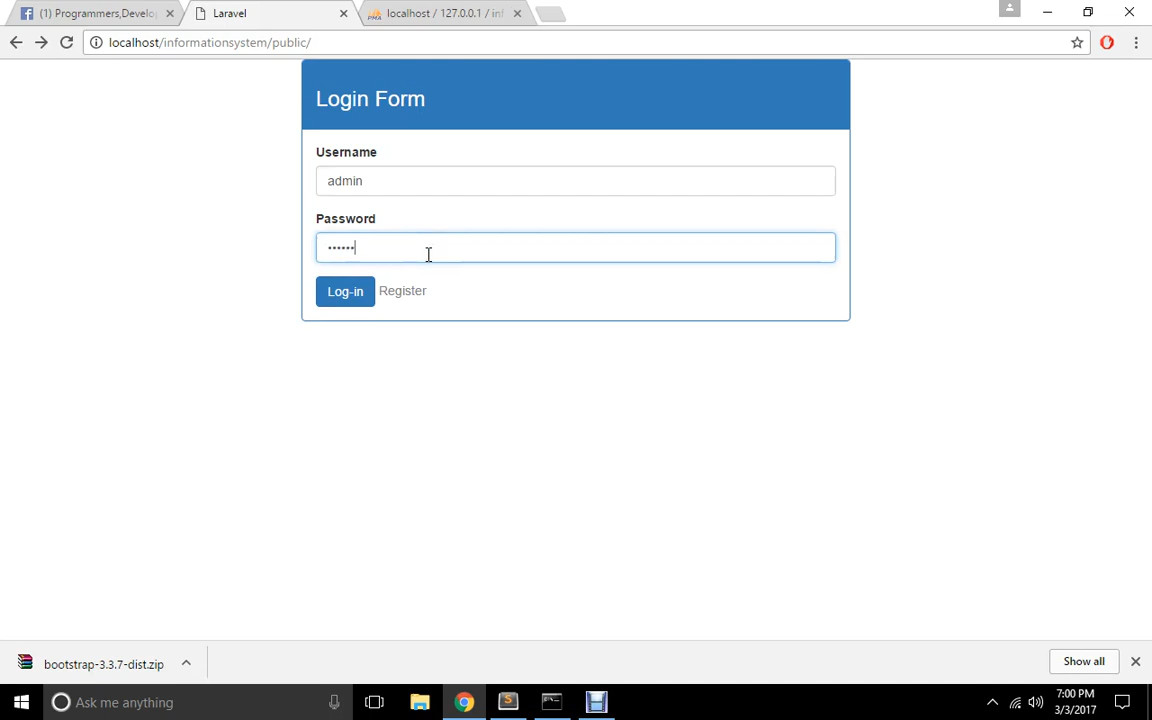 (1) Programmers,Develo
Laravel
localhost / 127.0.0.1 / inf
localhost/informationsystem/public/
Login Form
Username
admin
Password
••••••
Log-in Register
bootstrap-3.3.7-dist.zip
Show all
Ask me anything
7:00 PM
3/3/2017